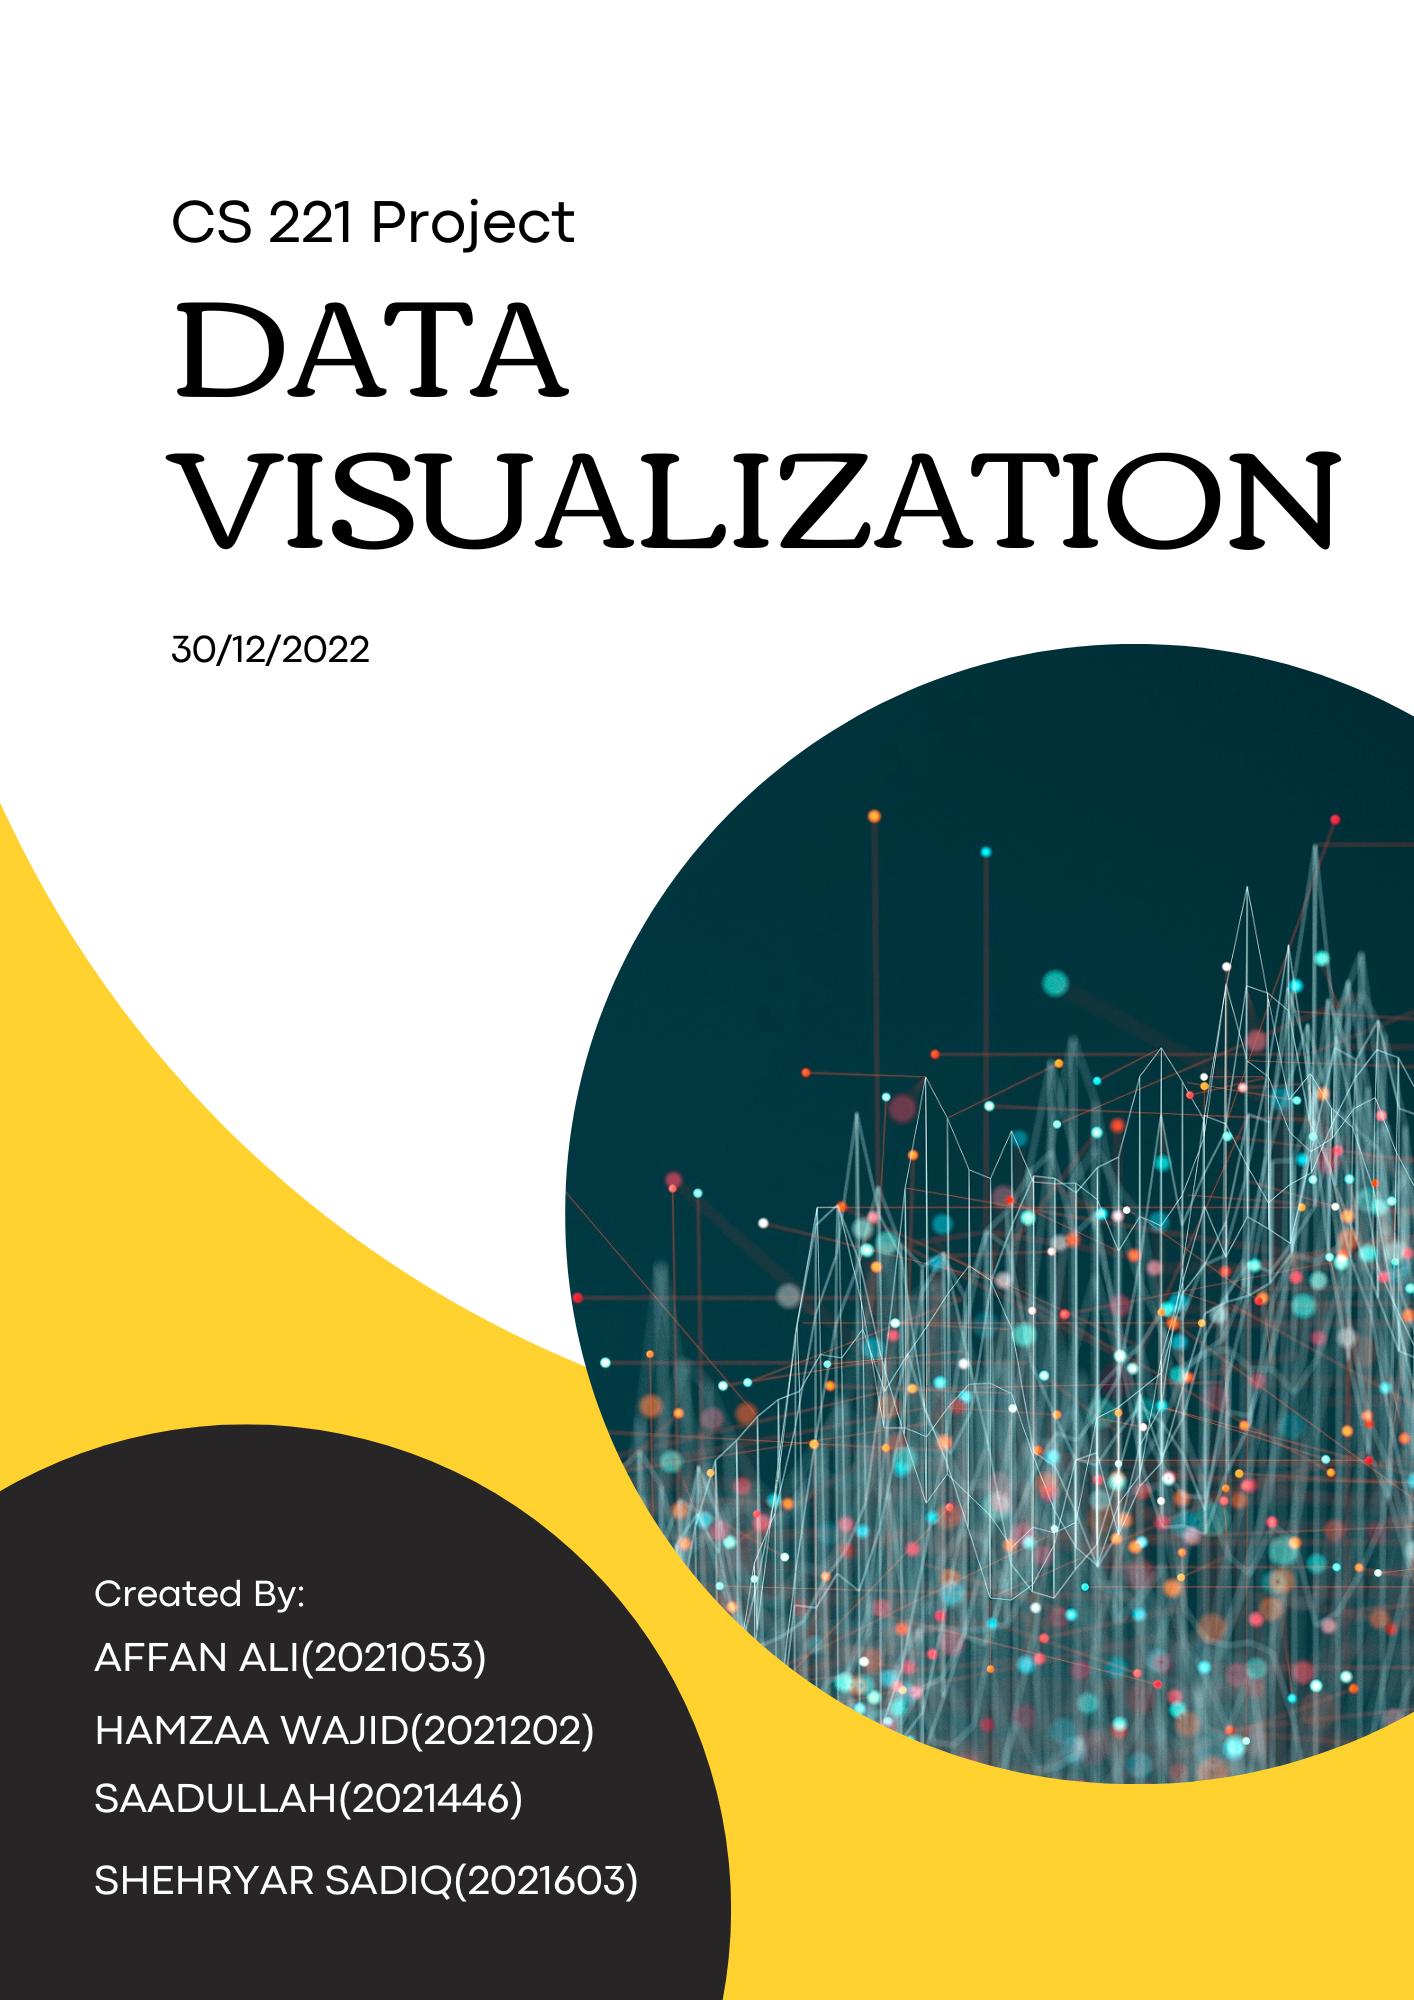 CS 221 Project
DATA
VISUALIZATION
30/12/2022
Created By:
AFFAN ALI(2021053)
HAMZAA WAJID(2021202)
SAADULLAH(2021446)
SHEHRYAR SADIQ(2021603)